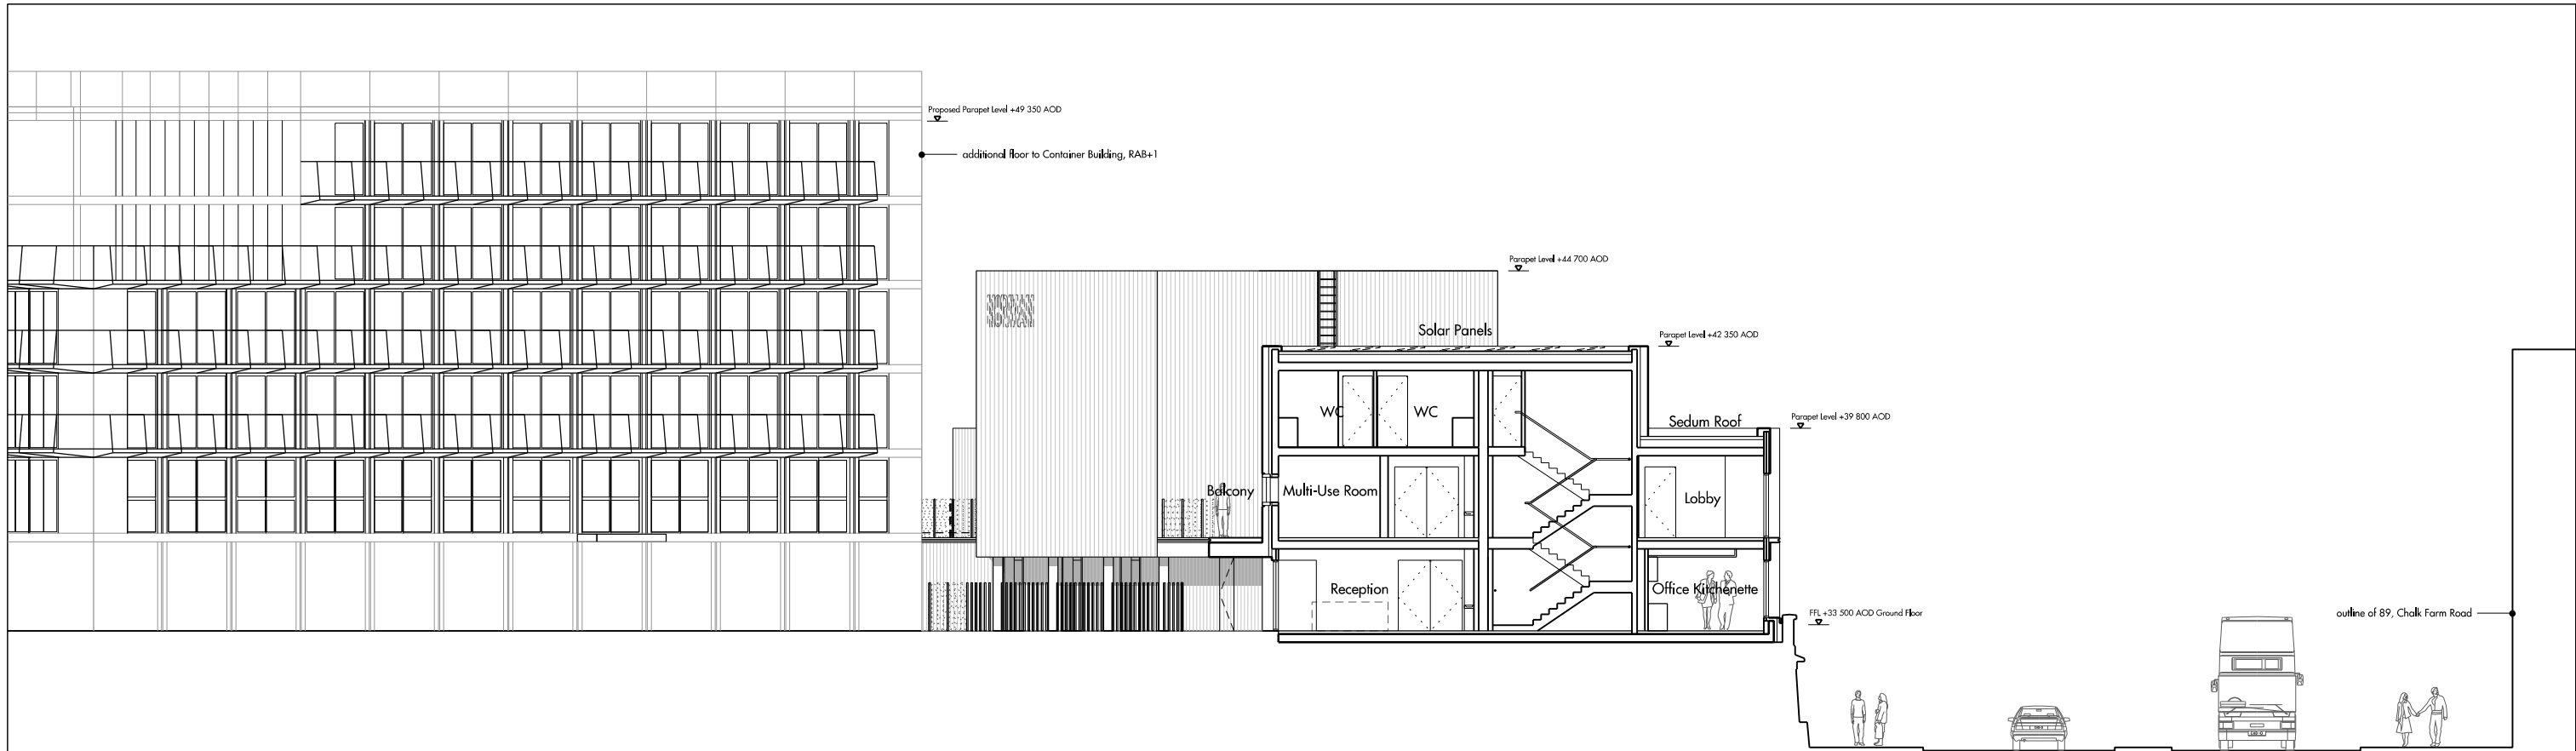 Proposed Parapet Level +49 350 AOD
additional floor to Container Building, RAB+1
Parapet Level +44 700 AOD
Solar Panels
Parapet Level +42 350 AOD
WC
WC
Sedum Roof
Parapet Level +39 800 AOD
Balcony
Multi-Use Room
Lobby
Reception
Office Kitchenette
FFL +33 500 AOD Ground Floor
outline of 89, Chalk Farm Road